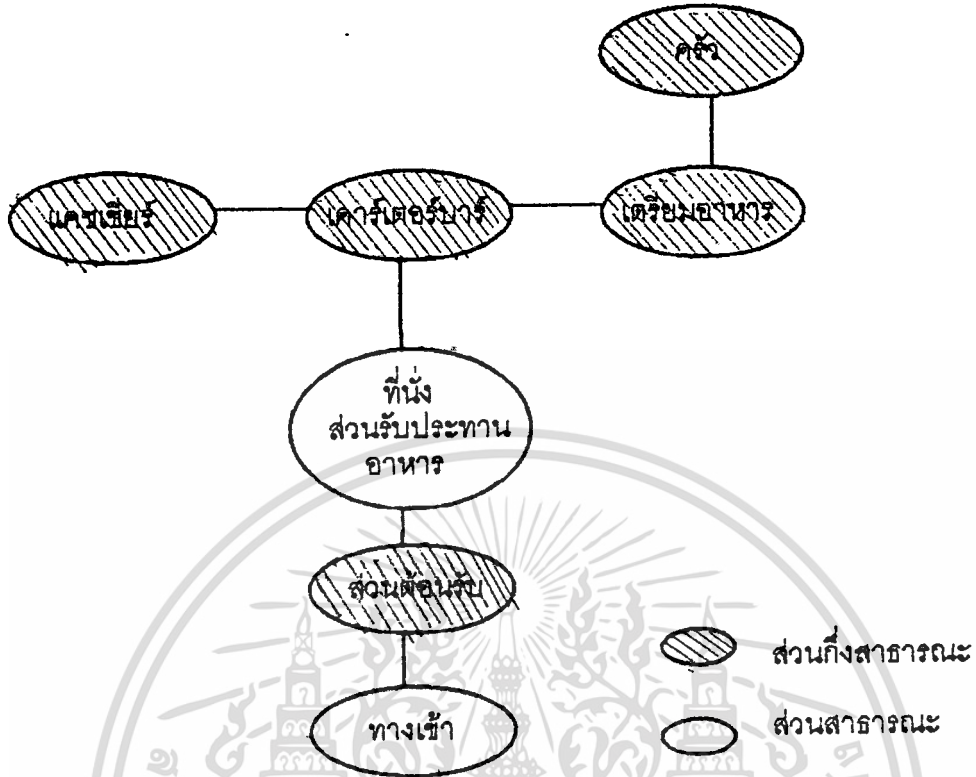 ครัว
แคชเชียร์
เคาร์เตอร์บาร์
เตรียมอาหาร
ที่นั่ง
ส่วนรับประทาน
อาหาร
ส่วนต้อนรับ
ส่วนกึ่งสาธารณะ
ทางเข้า
ส่วนสาธารณะ